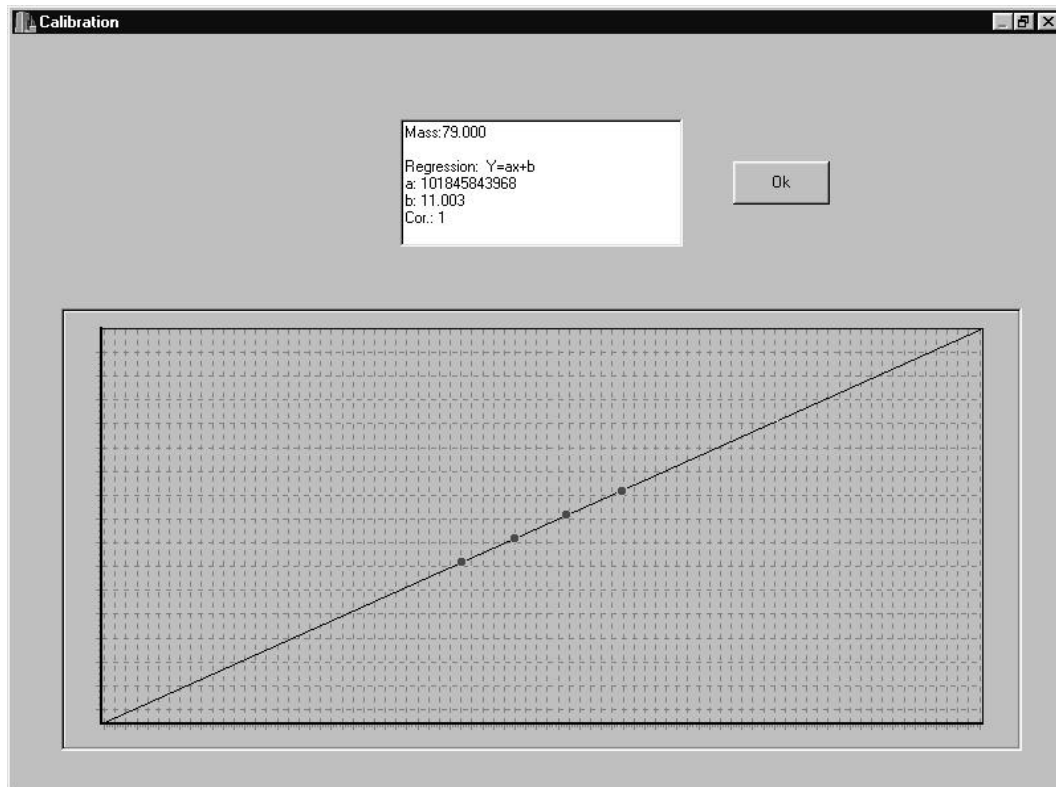 Calibration
Mass:79.000
Regression: Y=ax+b
a: 101845843968
b: 11.003
Cor.: 1
Ok